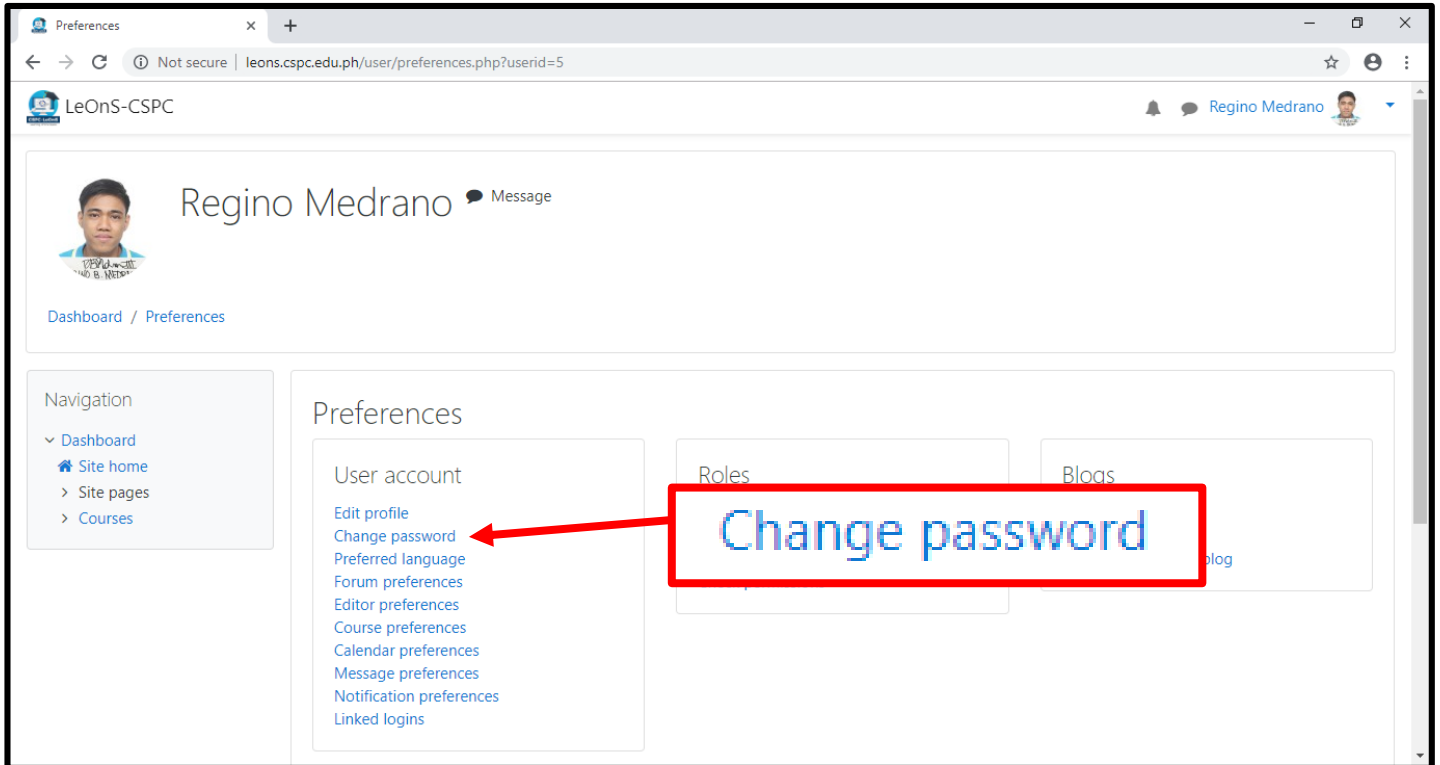 Preferences
Not secure | leons.cspc.edu.ph/user/preferences.php?userid=5
LeOnS-CSPC
Regino Medrano
Regino Medrano
Message
Dashboard / Preferences
Navigation
Dashboard
Site home
Site pages
Courses
Preferences
User account
Edit profile
Change password
Preferred language
Forum preferences
Editor preferences
Course preferences
Calendar preferences
Message preferences
Notification preferences
Linked logins
Roles
Blogs
Change password
blog